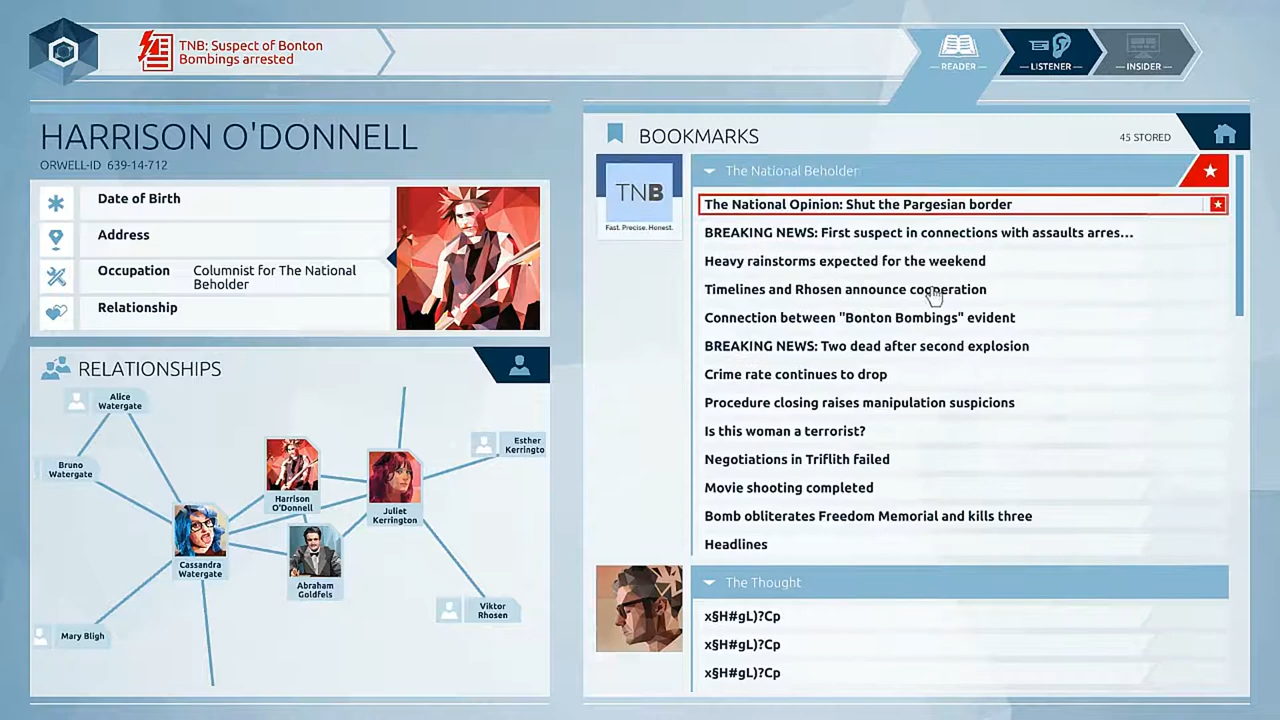 TNB: Suspect of Bonton
Bombings arrested
READER
LISTENER
INSIDER
HARRISON O'DONNELL
ORWELL-ID 639-14-712
Date of Birth
Address
Occupation Columnist for The National
Beholder
Relationship
RELATIONSHIPS
Alice
Watergate
Bruno
Watergate
Harrison
O'Donnell
Juliet
Kerrington
Esther
Kerringto
Cassandra
Watergate
Abraham
Goldfels
Viktor
Rhosen
Mary Bligh
BOOKMARKS
45 STORED
TNB
Fast. Precise. Honest.
The National Beholder
The National Opinion: Shut the Pargesian border
BREAKING NEWS: First suspect in connections with assaults arres...
Heavy rainstorms expected for the weekend
Timelines and Rhosen announce cooperation
Connection between "Bonton Bombings" evident
BREAKING NEWS: Two dead after second explosion
Crime rate continues to drop
Procedure closing raises manipulation suspicions
Is this woman a terrorist?
Negotiations in Triflith failed
Movie shooting completed
Bomb obliterates Freedom Memorial and kills three
Headlines
The Thought
x§H#gL)?Cp
x§H#gL)?Cp
x§H#gL)?Cp